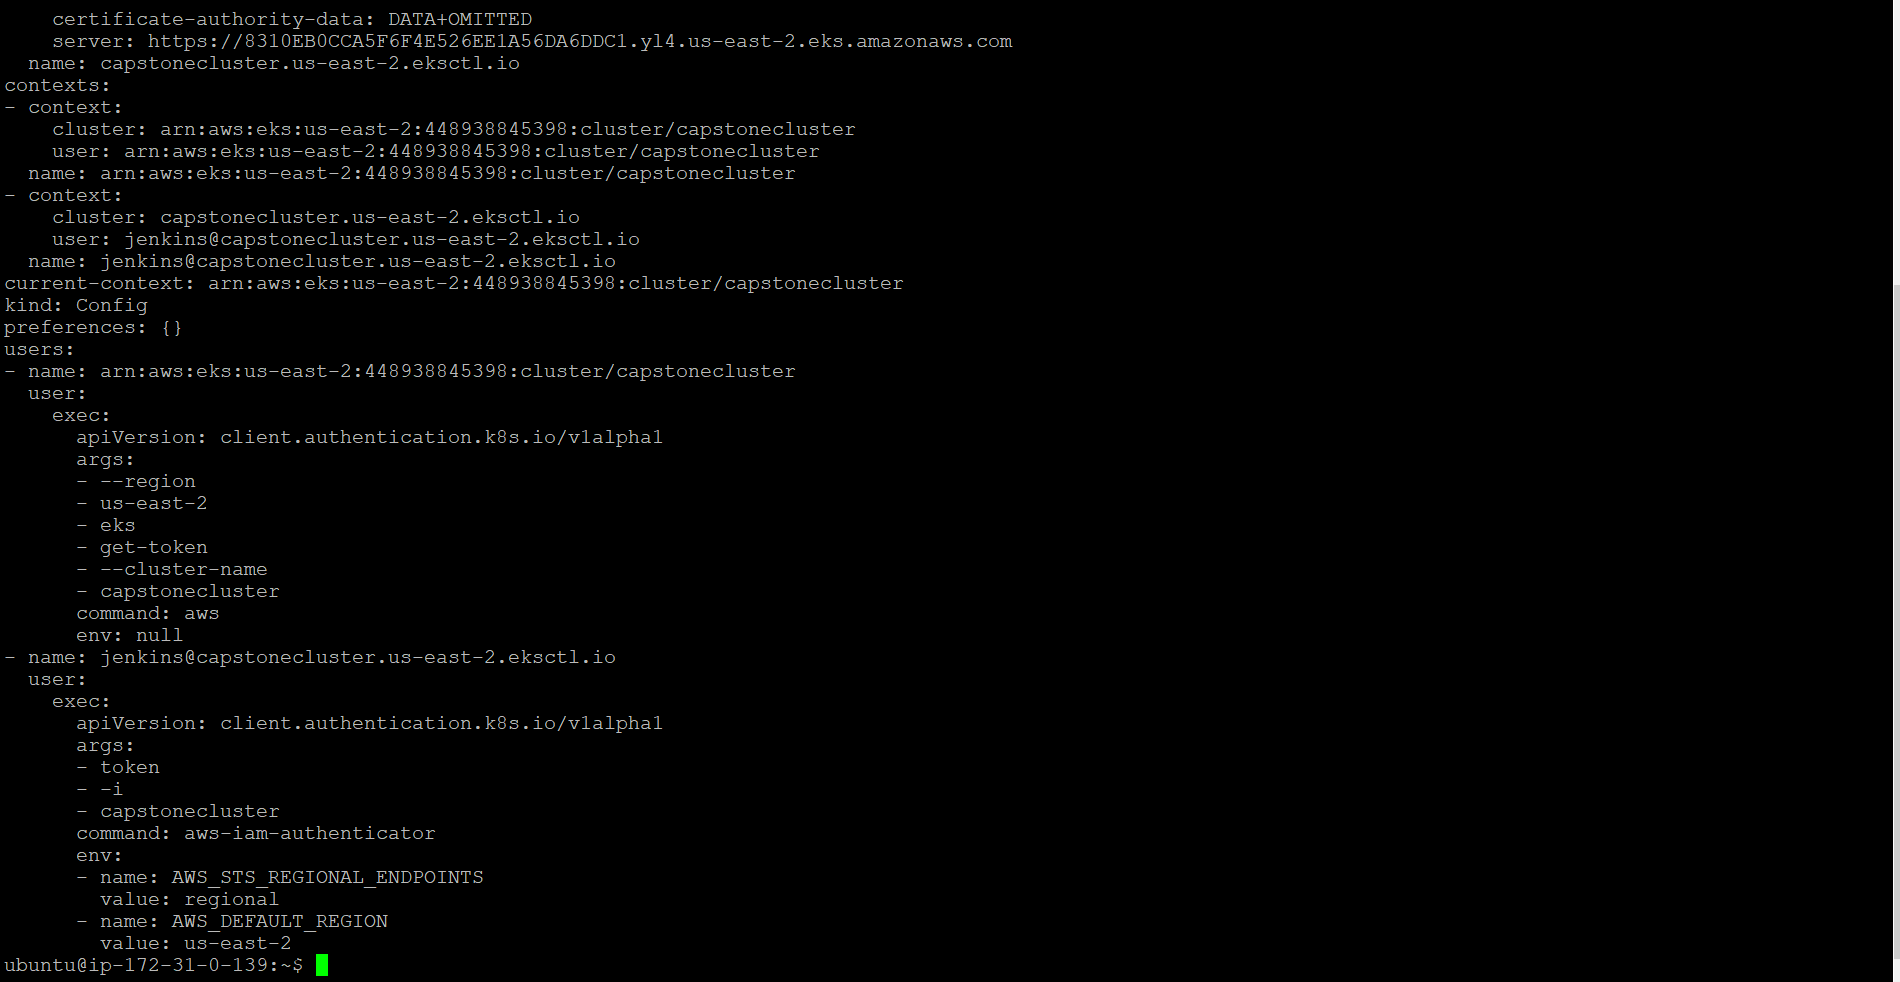 certificate-authority-data: DATA+OMITTED
    server: https://8310EB0CCA5F6F4E526EE1A56DA6DDC1.yl4.us-east-2.eks.amazonaws.com
  name: capstonecluster.us-east-2.eksctl.io
contexts:
- context:
    cluster: arn:aws:eks:us-east-2:448938845398:cluster/capstonecluster
    user: arn:aws:eks:us-east-2:448938845398:cluster/capstonecluster
  name: arn:aws:eks:us-east-2:448938845398:cluster/capstonecluster
- context:
    cluster: capstonecluster.us-east-2.eksctl.io
    user: jenkins@capstonecluster.us-east-2.eksctl.io
  name: jenkins@capstonecluster.us-east-2.eksctl.io
current-context: arn:aws:eks:us-east-2:448938845398:cluster/capstonecluster
kind: Config
preferences: {}
users:
- name: arn:aws:eks:us-east-2:448938845398:cluster/capstonecluster
  user:
    exec:
      apiVersion: client.authentication.k8s.io/v1alpha1
      args:
      - --region
      - us-east-2
      - eks
      - get-token
      - --cluster-name
      - capstonecluster
      command: aws
      env: null
- name: jenkins@capstonecluster.us-east-2.eksctl.io
  user:
    exec:
      apiVersion: client.authentication.k8s.io/v1alpha1
      args:
      - token
      - -i
      - capstonecluster
      command: aws-iam-authenticator
      env:
      - name: AWS_STS_REGIONAL_ENDPOINTS
        value: regional
      - name: AWS_DEFAULT_REGION
        value: us-east-2
ubuntu@ip-172-31-0-139:~$